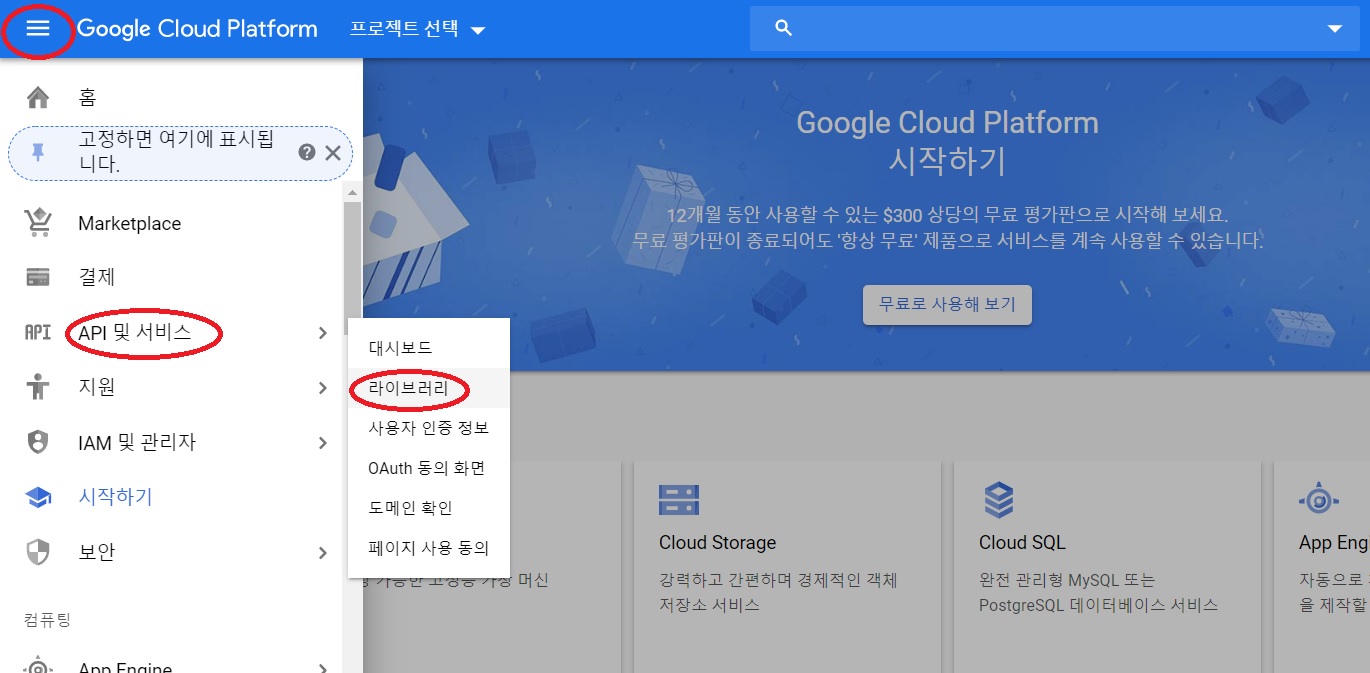 Google Cloud Platform 프로젝트 선택
홈
고정하면 여기에 표시됩
니다.
Marketplace
결제
API API 및 서비스
지원
IAM 및 관리자
시작하기
보안
컴퓨팅
App Engine
대시보드
라이브러리
사용자 인증 정보
OAuth 동의 화면
도메인 확인
페이지 사용 동의
Google Cloud Platform
시작하기
12개월 동안 사용할 수 있는 $300 상당의 무료 평가판으로 시작해 보세요.
무료 평가판이 종료되어도 '항상 무료' 제품으로 서비스를 계속 사용할 수 있습니다.
무료로 사용해 보기
가상 머신
Cloud Storage
강력하고 간편하며 경제적인 객체
저장소 서비스
Cloud SQL
완전 관리형 MySQL 또는
PostgreSQL 데이터베이스 서비스
App Eng
자동으로
을 제작할